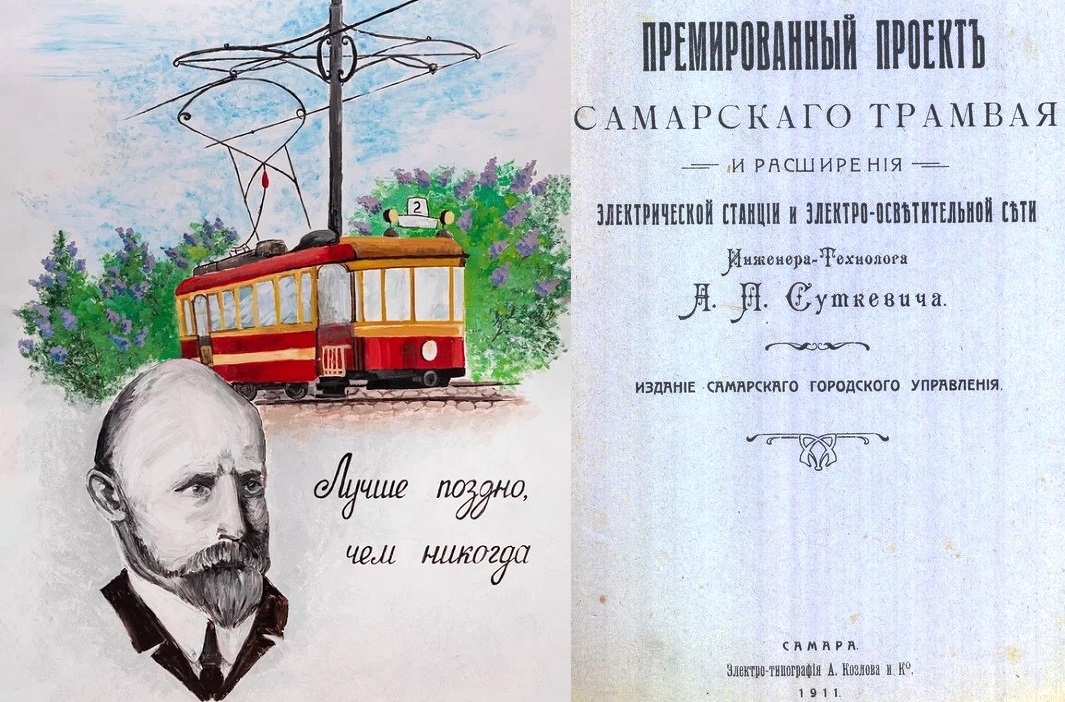 2
Лучше поздно,
чем никогда
ПРЕМИРОВАННЫЙ ПРОЕКТЪ
САМАРСКАГО ТРАМВАЯ
И РАСШИРЕНІЯ
ЭЛЕКТРИЧЕСКОЙ СТАНЦІИ и ЭЛЕКТРО-ОСВѢТИТЕЛЬНОЙ СѢТИ
Инженера-Технолога
А. П. Суткевича.
ИЗДАНІЕ САМАРСКАГО ГОРОДСКОГО УПРАВЛЕНІЯ.
САМАРА.
Электро-типографія А. Козлова и Ко.
1911.